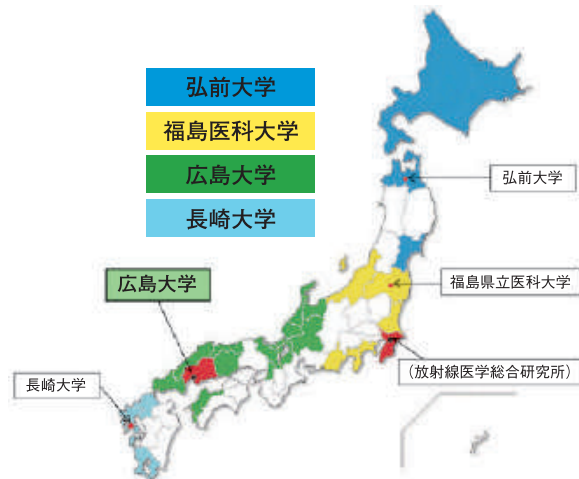 弘前大学
福島医科大学
広島大学
長崎大学
弘前大学
福島県立医科大学
広島大学
(放射線医学総合研究所)
長崎大学